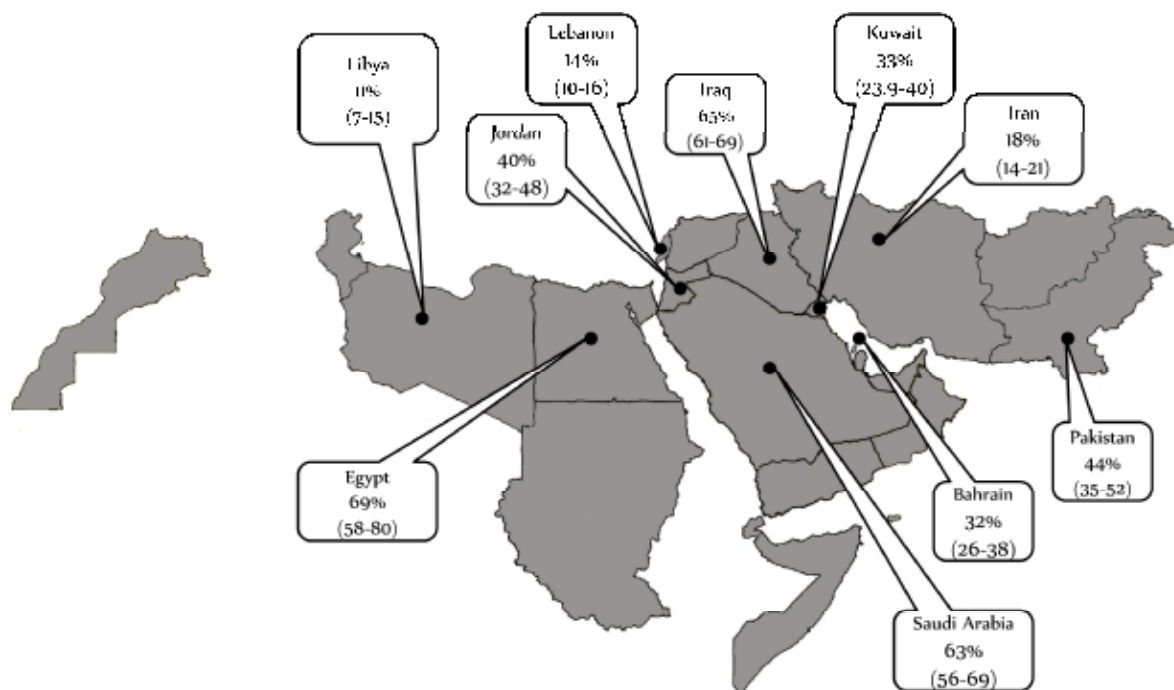 Libya
11%
(7-15)
Lebanon
14%
(10-16)
Jordan
40%
(32-48)
Iraq
65%
(61-69)
Kuwait
33%
(23.9-40)
Iran
18%
(14-21)
Egypt
69%
(58-80)
Pakistan
44%
(35-52)
Bahrain
32%
(26-38)
Saudi Arabia
63%
(56-69)